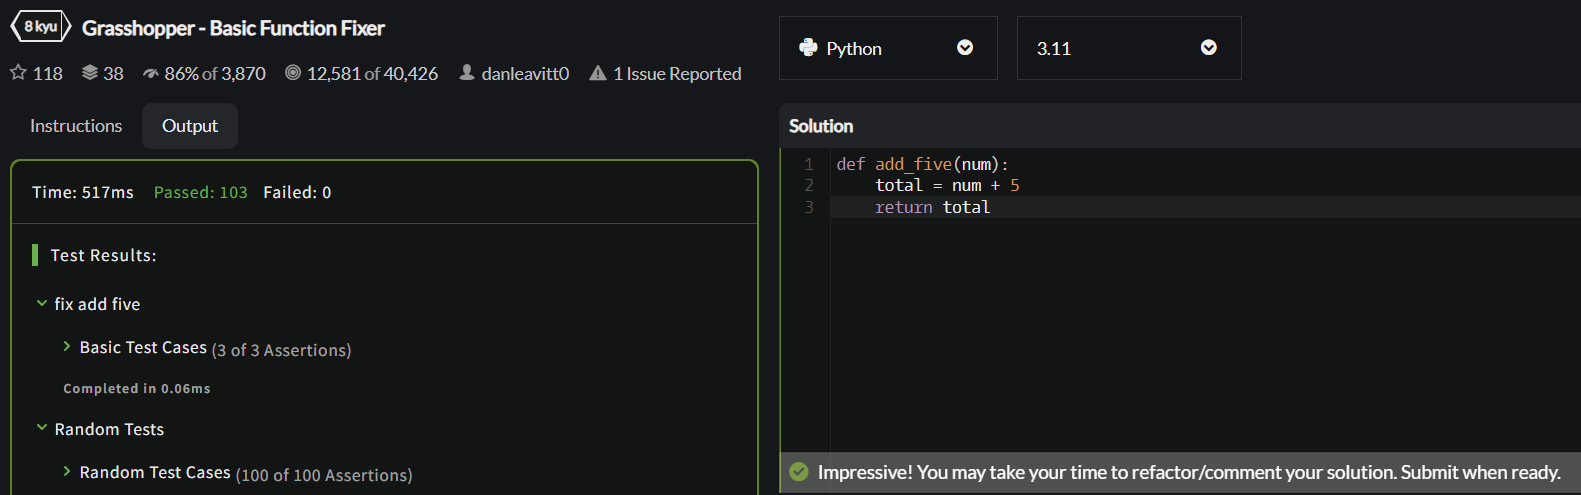 8 kyu Grasshopper - Basic Function Fixer
118 38 86% of 3,870 12,581 of 40,426 danleavitt0 1 Issue Reported
Instructions Output
Time: 517ms Passed: 103 Failed: 0
Test Results:
fix add five
Basic Test Cases (3 of 3 Assertions)
Completed in 0.06ms
Random Tests
Random Test Cases (100 of 100 Assertions)
Python 3.11
Solution
1 def add_five(num):
2     total = num + 5
3     return total
Impressive! You may take your time to refactor/comment your solution. Submit when ready.